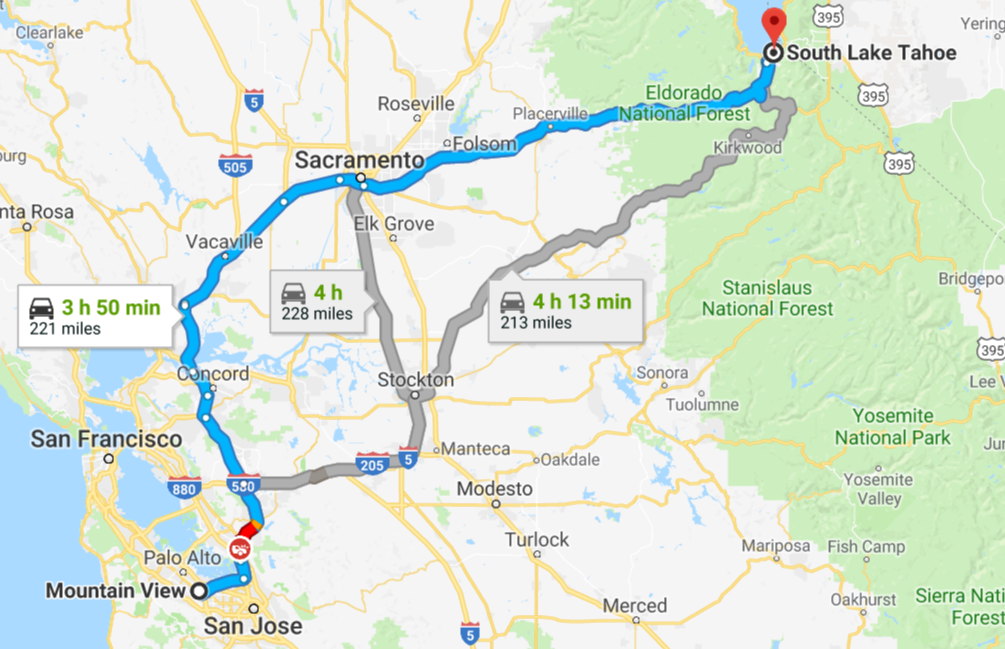 Clearlake
395
Yering
5
Roseville
Eldorado
National Forest
395
Placerville
Folsom
Kirkwood
505
Sacramento
395
burg
nta Rosa
Elk Grove
Vacaville
Stanislaus
National Forest
Bridgepo
3 h 50 min
221 miles
4 h
228 miles
4 h 13 min
213 miles
395
Concord
Stockton
Sonora
Lee V
Tuolumne
Yosemite
National Park
San Francisco
Manteca
Jur
205
5
Oakdale
880
580
Modesto
Yosemite
Valley
Palo Alto
Turlock
Mariposa
Fish Camp
Mountain View
San Jose
Merced
Oakhurst
Sierra Nati
Forest
5
South Lake Tahoe